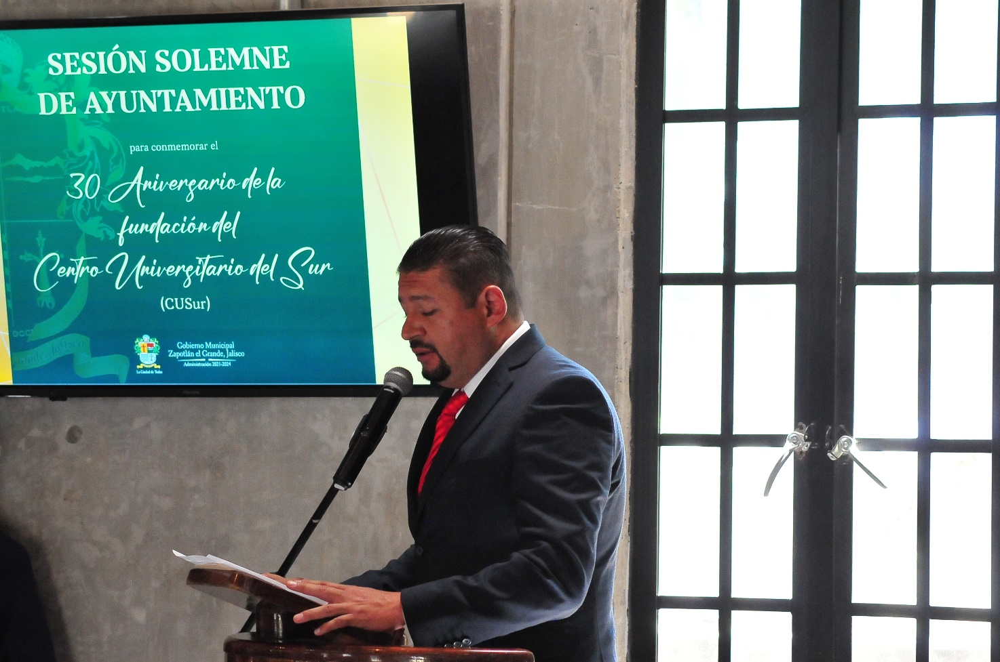 SESIÓN SOLEMNE
DE AYUNTAMIENTO
para conmemorar el
30 Aniversario de la
fundación del
Centro Universitario del Sur
(CUSur)
Gobierno Municipal
Zapotlán el Grande, Jalisco
Administración 2021-2024
La Ciudad de Todos